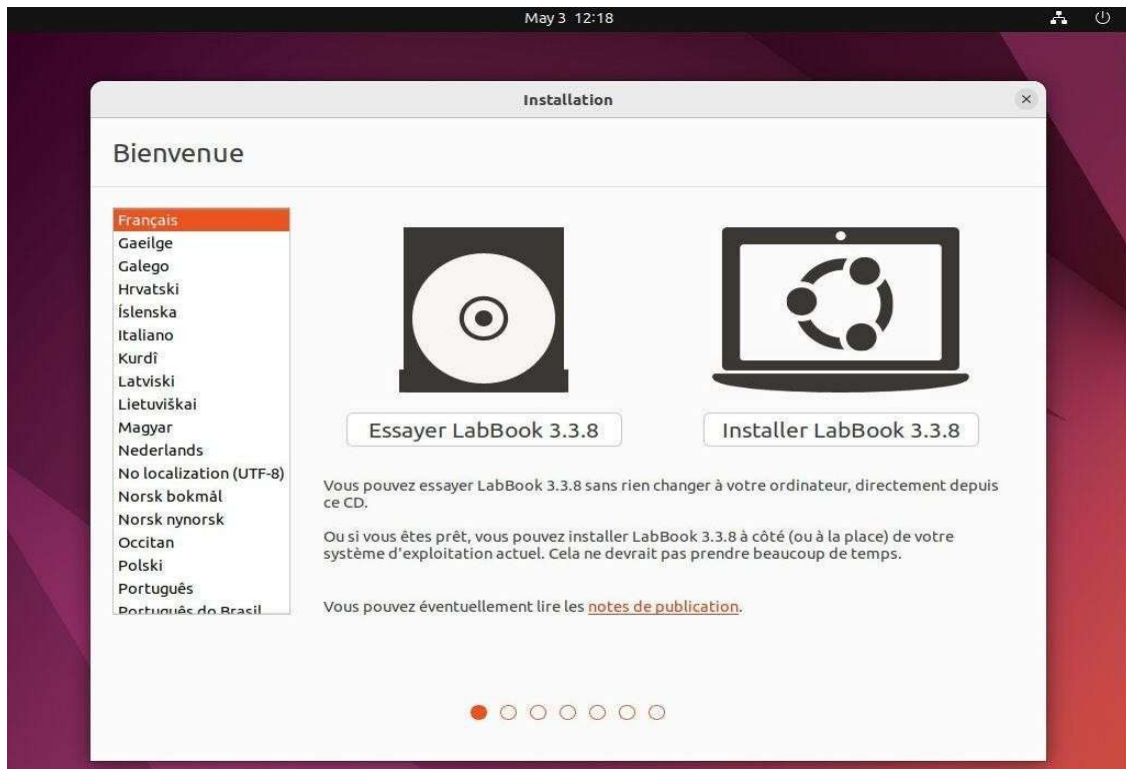 May 3 12:18
Installation
Bienvenue
Français
Gaeilge
Galego
Hrvatski
Íslenska
Italiano
Kurdî
Latviski
Lietuviškai
Magyar
Nederlands
No localization (UTF-8)
Norsk bokmål
Norsk nynorsk
Occitan
Polski
Português
Português do Brasil
Essayer LabBook 3.3.8
Installer LabBook 3.3.8
Vous pouvez essayer LabBook 3.3.8 sans rien changer à votre ordinateur, directement depuis
ce CD.
Ou si vous êtes prêt, vous pouvez installer LabBook 3.3.8 à côté (ou à la place) de votre
système d'exploitation actuel. Cela ne devrait pas prendre beaucoup de temps.
Vous pouvez éventuellement lire les notes de publication.